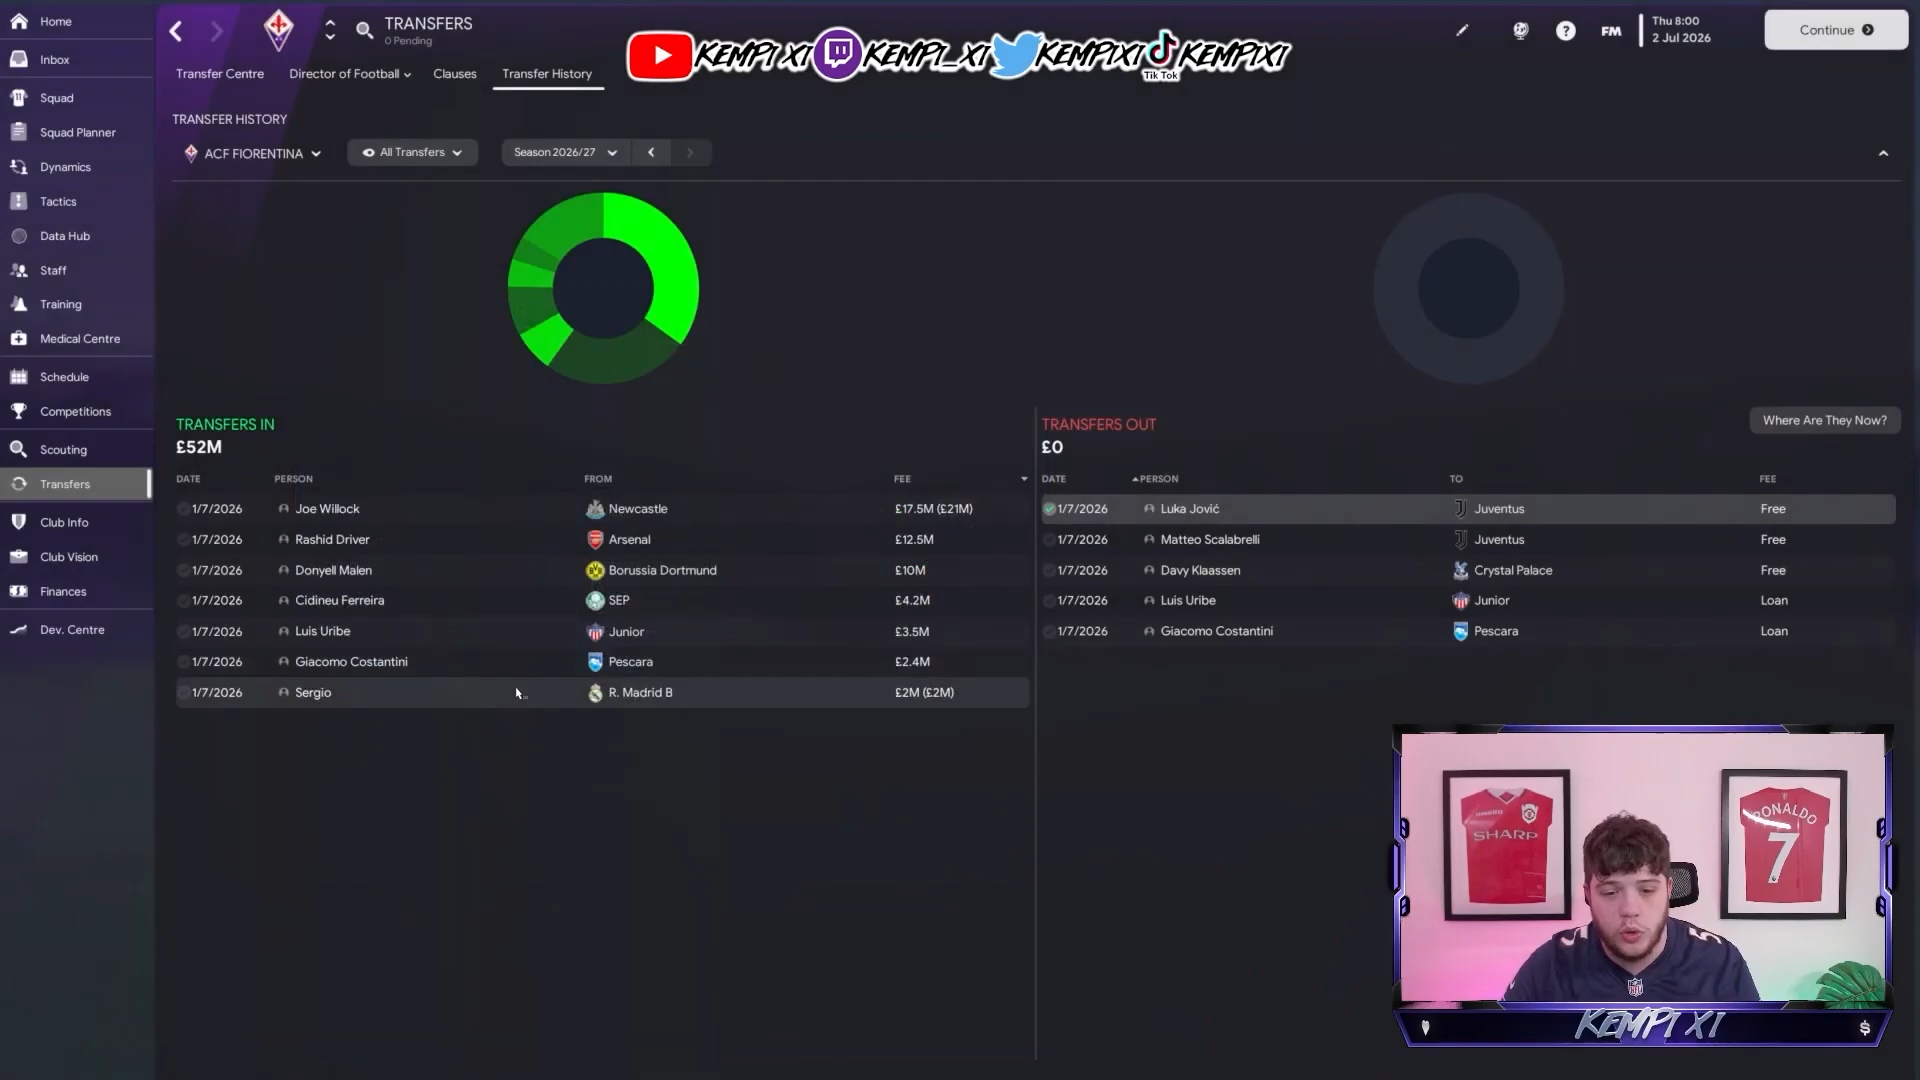 Home
Inbox
Squad
Squad Planner
Dynamics
Tactics
Data Hub
Staff
Training
Medical Centre
Schedule
Competitions
Scouting
Transfers
Club Info
Club Vision
Finances
Dev. Centre
TRANSFERS
0 Pending
KEMPI XI KEMPI_XI KEMPIXI KEMPIXI
Tik Tok
? FM
Thu 8:00
2 Jul 2026
Continue
Transfer Centre Director of Football Clauses Transfer History
TRANSFER HISTORY
ACF FIORENTINA All Transfers Season 2026/27
TRANSFERS IN
£52M
DATE PERSON FROM FEE
1/7/2026 Joe Willock Newcastle £17.5M (£21M)
1/7/2026 Rashid Driver Arsenal £12.5M
1/7/2026 Donyell Malen Borussia Dortmund £10M
1/7/2026 Cidineu Ferreira SEP £4.2M
1/7/2026 Luis Uribe Junior £3.5M
1/7/2026 Giacomo Costantini Pescara £2.4M
1/7/2026 Sergio R. Madrid B £2M (£2M)
TRANSFERS OUT
£0
Where Are They Now?
DATE PERSON TO FEE
1/7/2026 Luka Jović Juventus Free
1/7/2026 Matteo Scalabrelli Juventus Free
1/7/2026 Davy Klaassen Crystal Palace Free
1/7/2026 Luis Uribe Junior Loan
1/7/2026 Giacomo Costantini Pescara Loan
SHARP
RONALDO
7
5
NFL
KEMPI XI
$